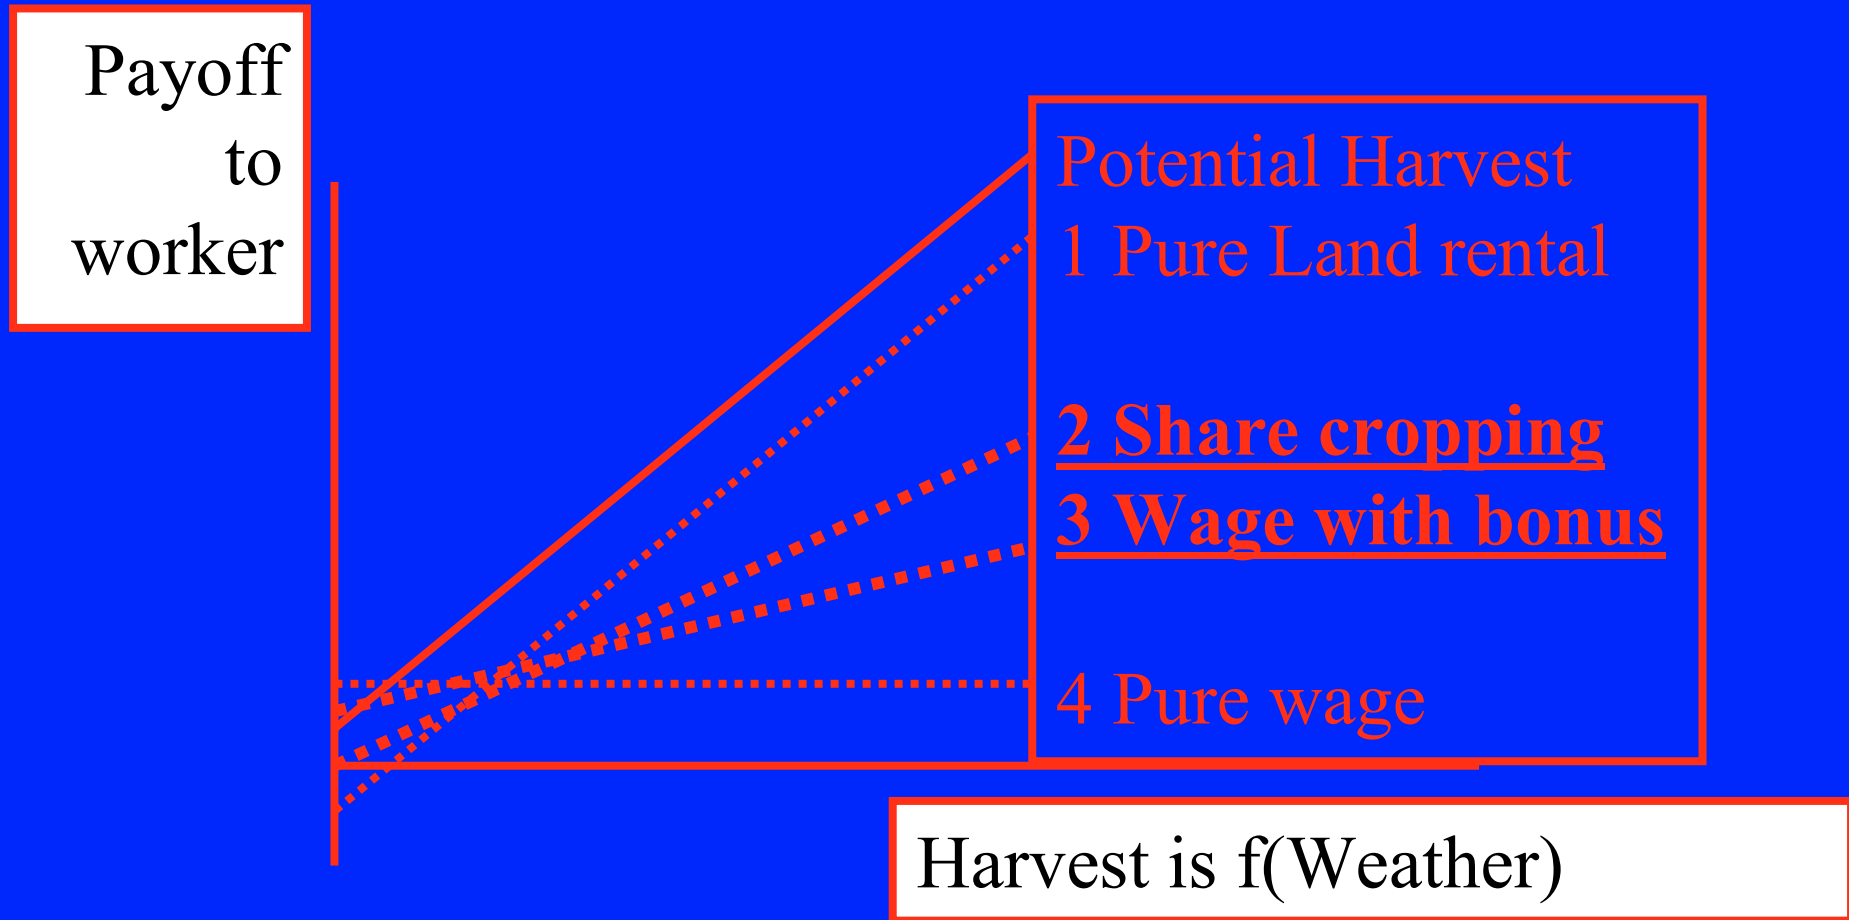 Payoff
to
worker
Potential Harvest
1 Pure Land rental
2 Share cropping
3 Wage with bonus
4 Pure wage
Harvest is f(Weather)